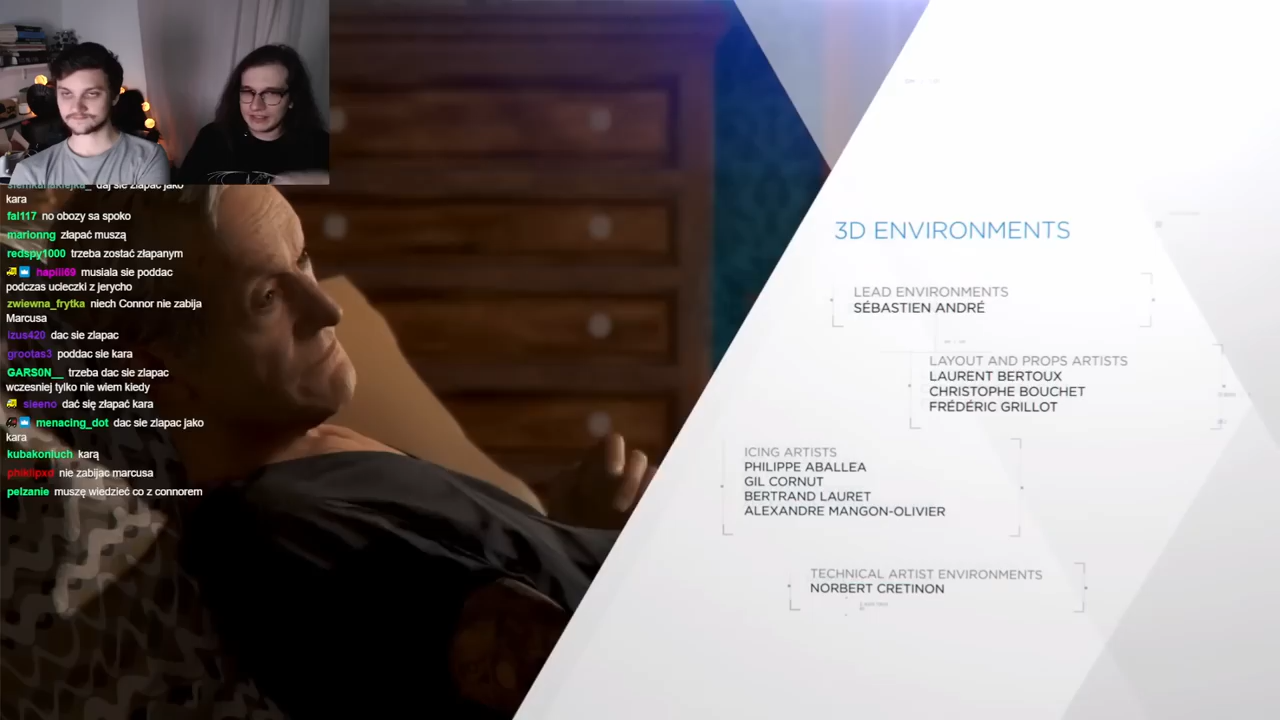 siemkanaklejka_ daj sie zlapac jako
kara
fal117 no obozy sa spoko
marionng złapać muszą
redspy1000 trzeba zostać złapanym
hapiii69 musiala sie poddac
podczas ucieczki z jerycho
zwiewna_frytka niech Connor nie zabija
Marcusa
izus420 dac sie zlapac
grootas3 poddac sie kara
GARS0N__ trzeba dac sie zlapac
wczesniej tylko nie wiem kiedy
sieeno dać się złapać kara
menacing_dot dac sie zlapac jako
kara
kubakoniuch karą
nie zabijac marcusa
pelzanie muszę wiedzieć co z connorem
3D ENVIRONMENTS
LEAD ENVIRONMENTS
SÉBASTIEN ANDRÉ
LAYOUT AND PROPS ARTISTS
LAURENT BERTOUX
CHRISTOPHE BOUCHET
FRÉDÉRIC GRILLOT
ICING ARTISTS
PHILIPPE ABALLEA
GIL CORNUT
BERTRAND LAURET
ALEXANDRE MANGON-OLIVIER
TECHNICAL ARTIST ENVIRONMENTS
NORBERT CRETINON